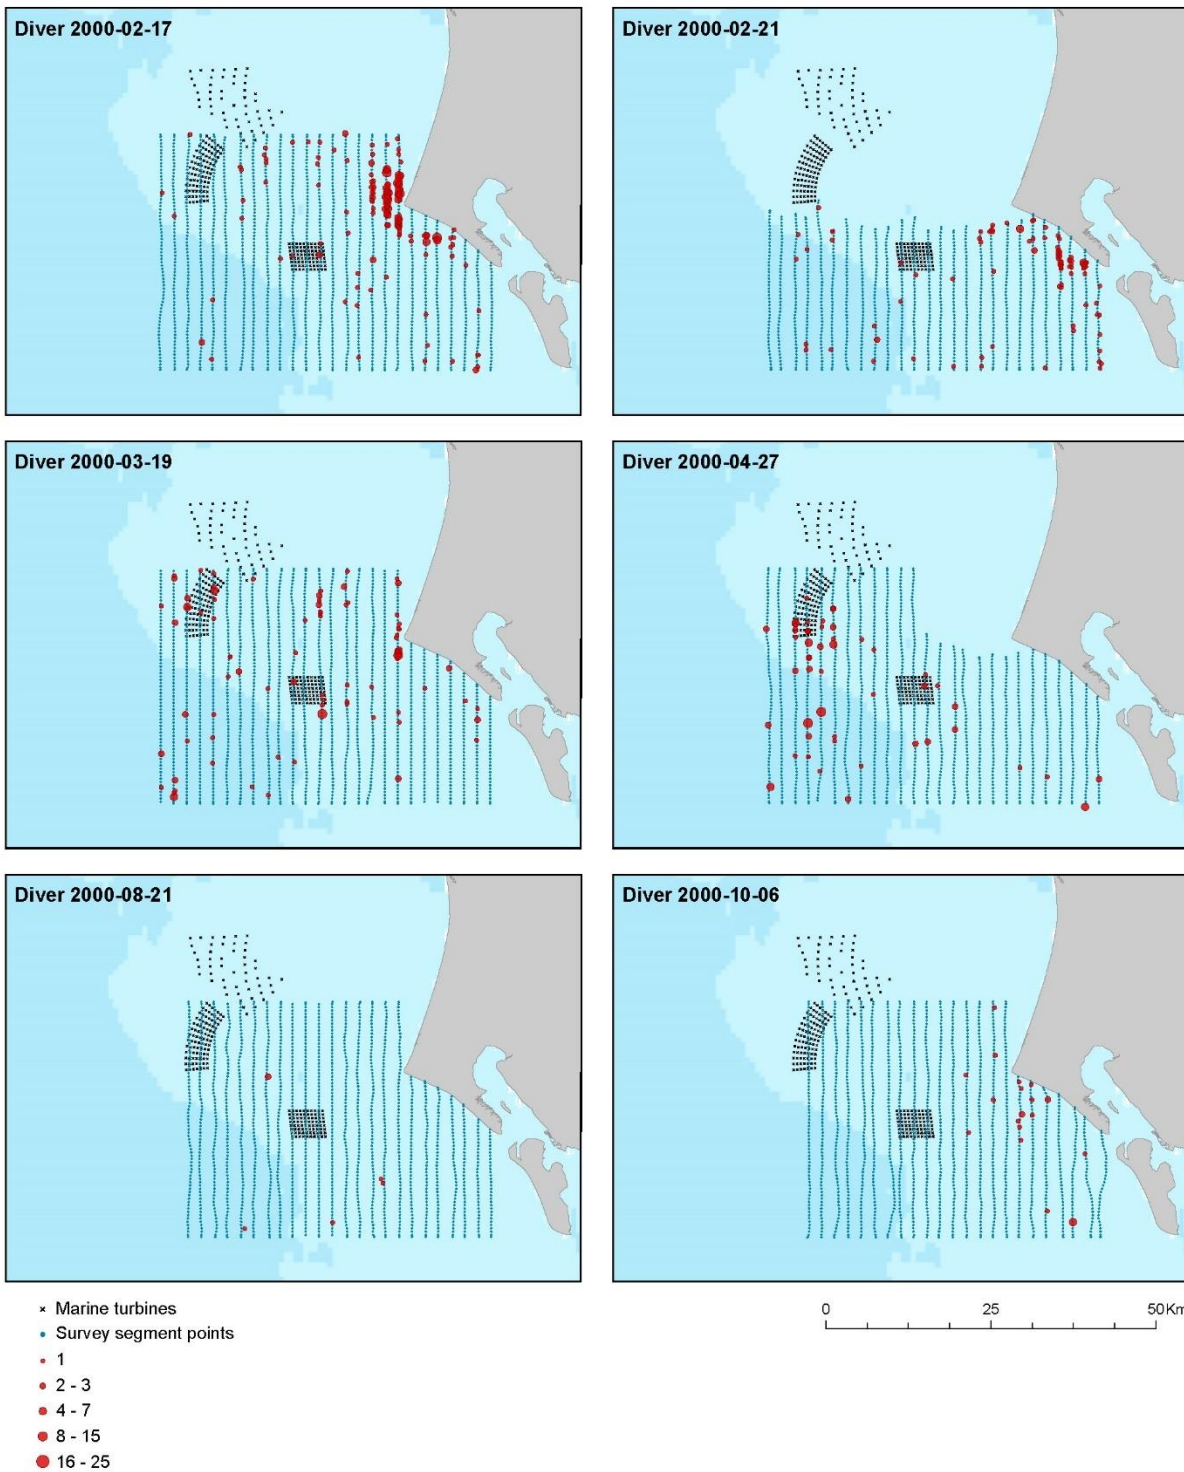 Diver 2000-02-17
Diver 2000-02-21
Diver 2000-03-19
Diver 2000-04-27
Diver 2000-08-21
Diver 2000-10-06
Marine turbines
Survey segment points
1
2 - 3
4 - 7
8 - 15
16 - 25
0 25 50 Km